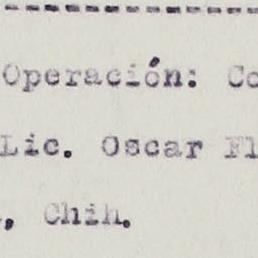 Operación: Co
Lic. Oscar Fl
, Chih.